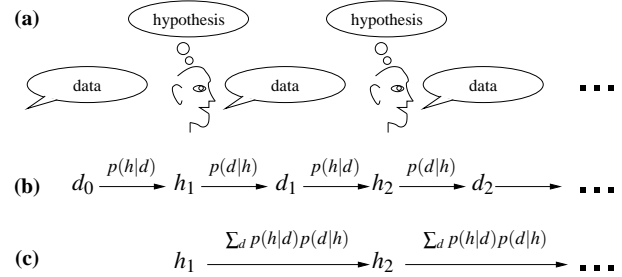 (a) hypothesis hypothesis
data data data ...
p(h|d) p(d|h) p(h|d) p(d|h)
(b) d₀ h₁ d₁ h₂ d₂ ...
∑d p(h|d)p(d|h) ∑d p(h|d)p(d|h)
(c) h₁ h₂ ...